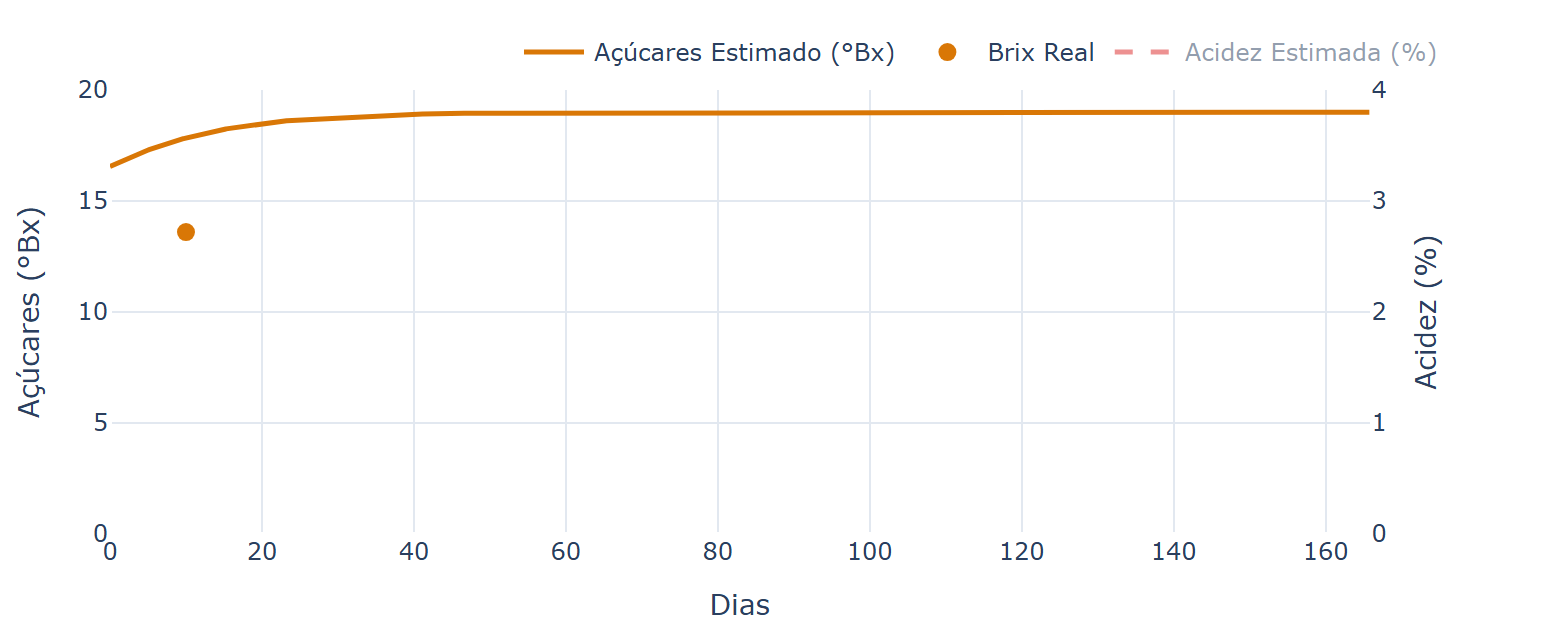 Açúcares Estimado (°Bx) Brix Real Acidez Estimada (%)
20 4
15 3
10 2
5 1
0 0
Açúcares (°Bx)
Acidez (%)
0 20 40 60 80 100 120 140 160
Dias